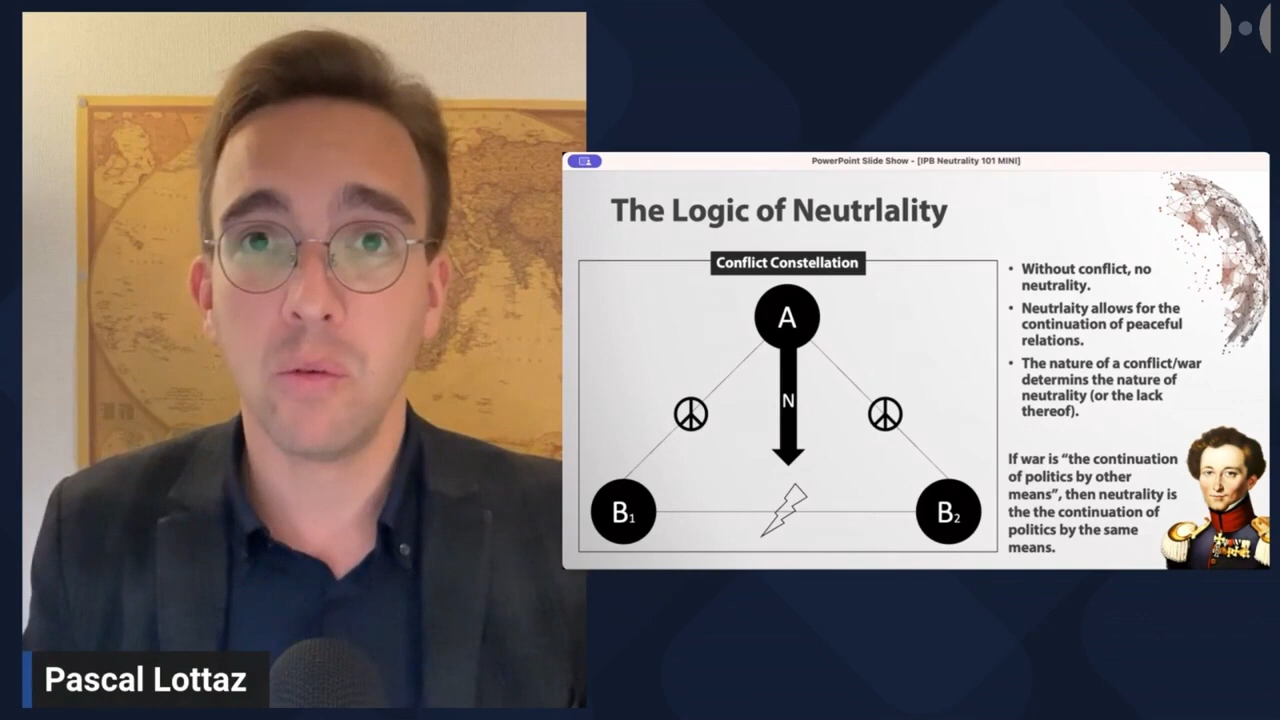 PowerPoint Slide Show - [IPB Neutrality 101 MINI]
The Logic of Neutrlality
Conflict Constellation
A
N
B1
B2
• Without conflict, no
neutrality.
• Neutrlaity allows for the
continuation of peaceful
relations.
• The nature of a conflict/war
determins the nature of
neutrality (or the lack
thereof).
If war is “the continuation
of politics by other
means”, then neutrality is
the the continuation of
politics by the same
means.
Pascal Lottaz